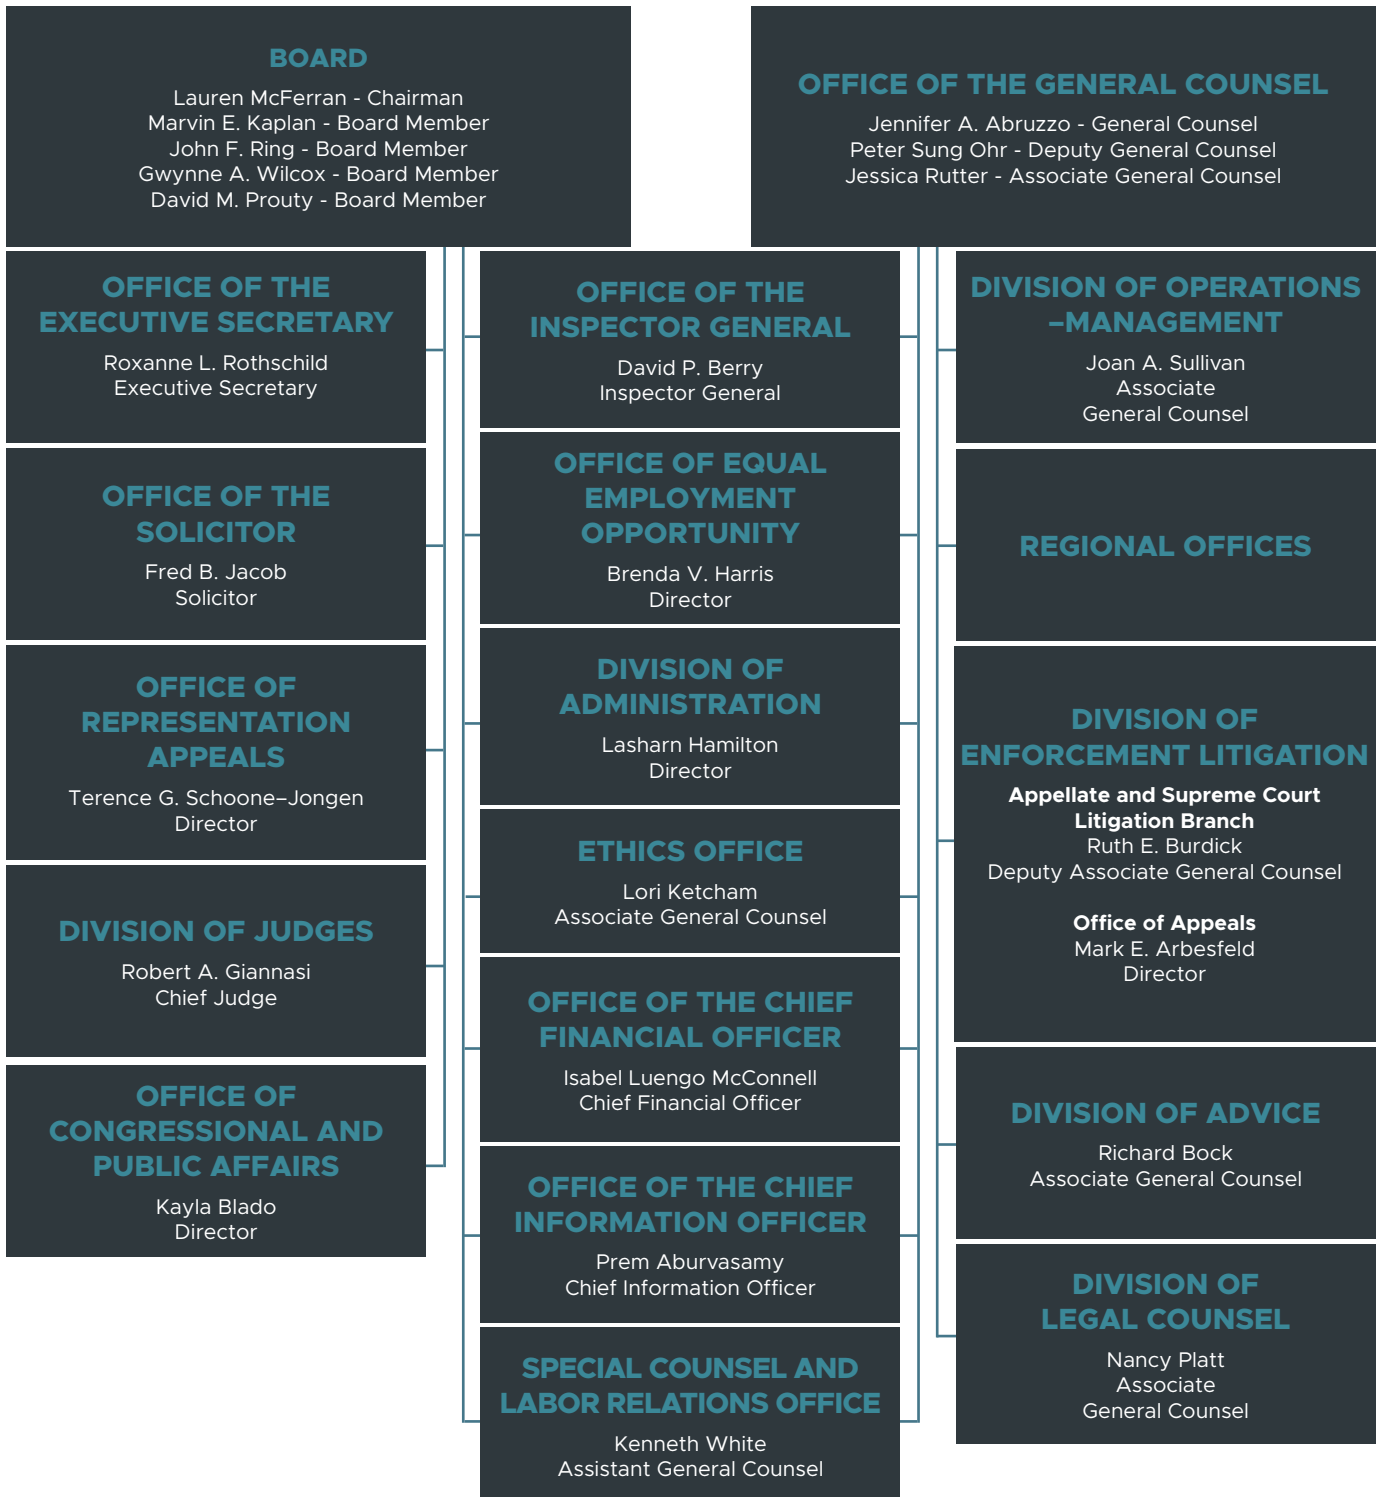 BOARD
Lauren McFerran - Chairman
Marvin E. Kaplan - Board Member
John F. Ring - Board Member
Gwynne A. Wilcox - Board Member
David M. Prouty - Board Member
OFFICE OF THE GENERAL COUNSEL
Jennifer A. Abruzzo - General Counsel
Peter Sung Ohr - Deputy General Counsel
Jessica Rutter - Associate General Counsel
OFFICE OF THE
EXECUTIVE SECRETARY
Roxanne L. Rothschild
Executive Secretary
OFFICE OF THE
SOLICITOR
Fred B. Jacob
Solicitor
OFFICE OF
REPRESENTATION
APPEALS
Terence G. Schoone–Jongen
Director
DIVISION OF JUDGES
Robert A. Giannasi
Chief Judge
OFFICE OF
CONGRESSIONAL AND
PUBLIC AFFAIRS
Kayla Blado
Director
OFFICE OF THE
INSPECTOR GENERAL
David P. Berry
Inspector General
OFFICE OF EQUAL
EMPLOYMENT
OPPORTUNITY
Brenda V. Harris
Director
DIVISION OF
ADMINISTRATION
Lasharn Hamilton
Director
ETHICS OFFICE
Lori Ketcham
Associate General Counsel
OFFICE OF THE CHIEF
FINANCIAL OFFICER
Isabel Luengo McConnell
Chief Financial Officer
OFFICE OF THE CHIEF
INFORMATION OFFICER
Prem Aburvasamy
Chief Information Officer
SPECIAL COUNSEL AND
LABOR RELATIONS OFFICE
Kenneth White
Assistant General Counsel
DIVISION OF OPERATIONS
–MANAGEMENT
Joan A. Sullivan
Associate
General Counsel
REGIONAL OFFICES
DIVISION OF
ENFORCEMENT LITIGATION
Appellate and Supreme Court
Litigation Branch
Ruth E. Burdick
Deputy Associate General Counsel
Office of Appeals
Mark E. Arbesfeld
Director
DIVISION OF ADVICE
Richard Bock
Associate General Counsel
DIVISION OF
LEGAL COUNSEL
Nancy Platt
Associate
General Counsel